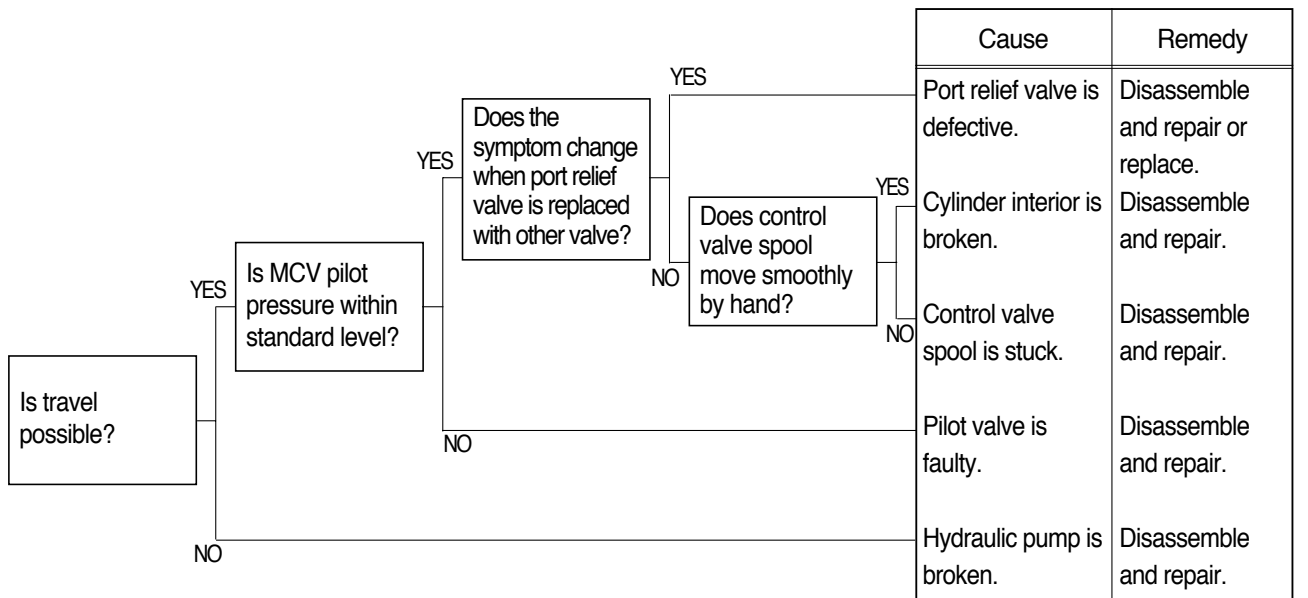 Cause
Remedy
YES
Port relief valve is
defective.
Disassemble
and repair or
replace.
Does the
symptom change
when port relief
valve is replaced
with other valve?
YES
YES
Cylinder interior is
broken.
Disassemble
and repair.
Does control
valve spool
move smoothly
by hand?
NO
Is MCV pilot
pressure within
standard level?
YES
NO
Control valve
spool is stuck.
Disassemble
and repair.
Is travel
possible?
NO
Pilot valve is
faulty.
Disassemble
and repair.
NO
Hydraulic pump is
broken.
Disassemble
and repair.